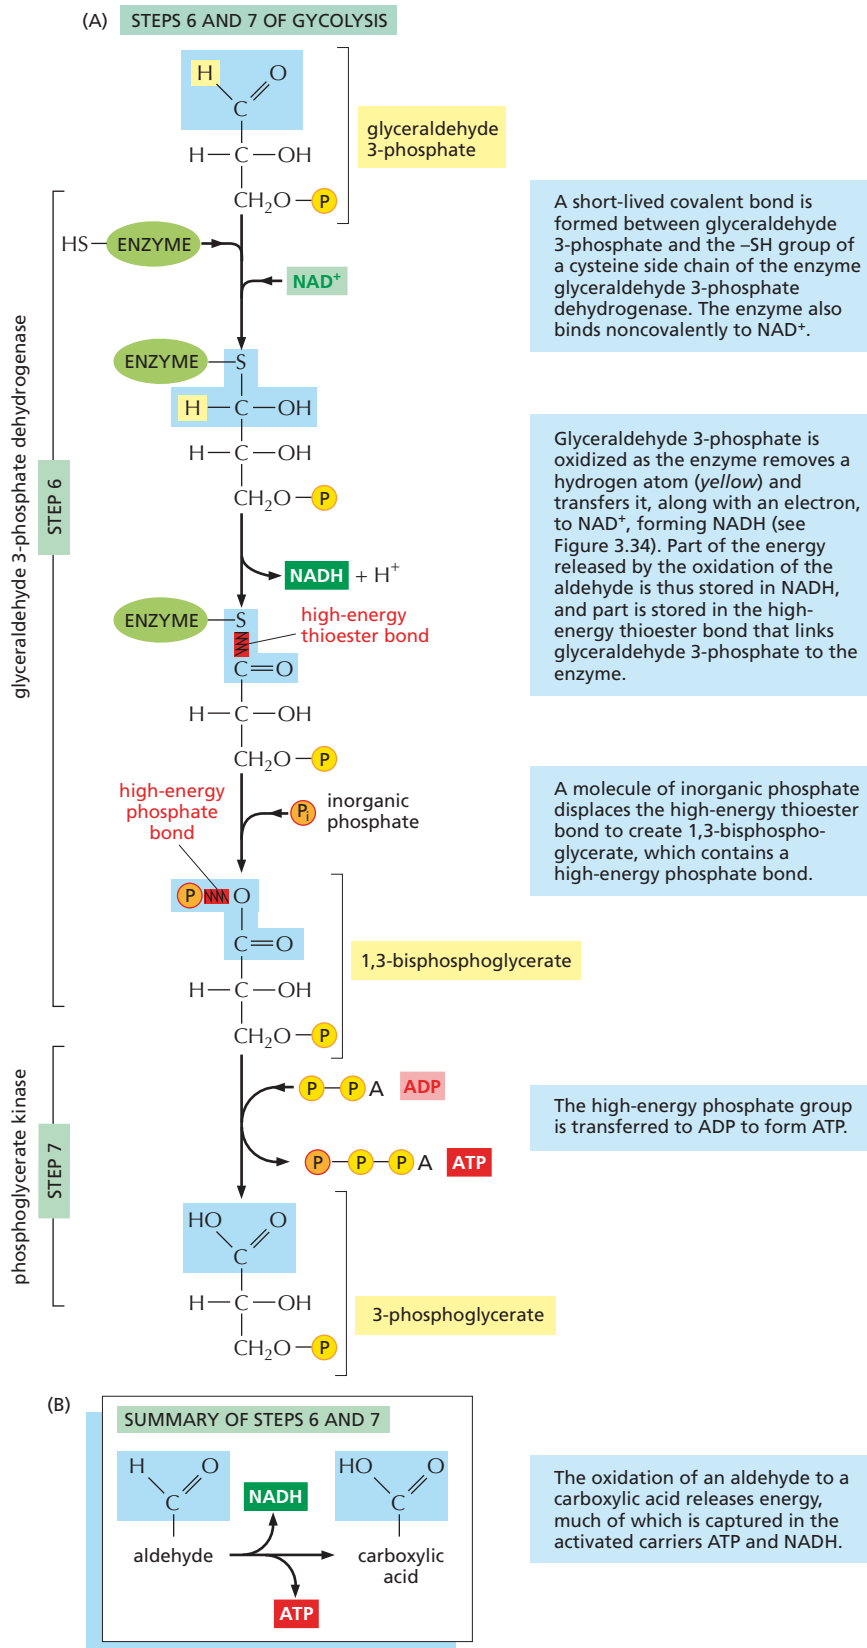 (A) STEPS 6 AND 7 OF GYCOLYSIS
H O
C
H—C—OH
CH2O—P
glyceraldehyde
3-phosphate
glyceraldehyde 3-phosphate dehydrogenase
STEP 6
HS—ENZYME
NAD+
A short-lived covalent bond is
formed between glyceraldehyde
3-phosphate and the –SH group of
a cysteine side chain of the enzyme
glyceraldehyde 3-phosphate
dehydrogenase. The enzyme also
binds noncovalently to NAD+.
ENZYME—S
H—C—OH
H—C—OH
CH2O—P
NADH + H+
Glyceraldehyde 3-phosphate is
oxidized as the enzyme removes a
hydrogen atom (yellow) and
transfers it, along with an electron,
to NAD+, forming NADH (see
Figure 3.34). Part of the energy
released by the oxidation of the
aldehyde is thus stored in NADH,
and part is stored in the high-
energy thioester bond that links
glyceraldehyde 3-phosphate to the
enzyme.
ENZYME—S
high-energy
thioester bond
C=O
H—C—OH
CH2O—P
high-energy
phosphate
bond
Pi inorganic
phosphate
A molecule of inorganic phosphate
displaces the high-energy thioester
bond to create 1,3-bisphospho-
glycerate, which contains a
high-energy phosphate bond.
P O
C=O
H—C—OH
CH2O—P
1,3-bisphosphoglycerate
phosphoglycerate kinase
STEP 7
P—P A ADP
P—P—P A ATP
The high-energy phosphate group
is transferred to ADP to form ATP.
HO O
C
H—C—OH
CH2O—P
3-phosphoglycerate
(B)
SUMMARY OF STEPS 6 AND 7
H O
C
aldehyde
NADH
ATP
HO O
C
carboxylic
acid
The oxidation of an aldehyde to a
carboxylic acid releases energy,
much of which is captured in the
activated carriers ATP and NADH.